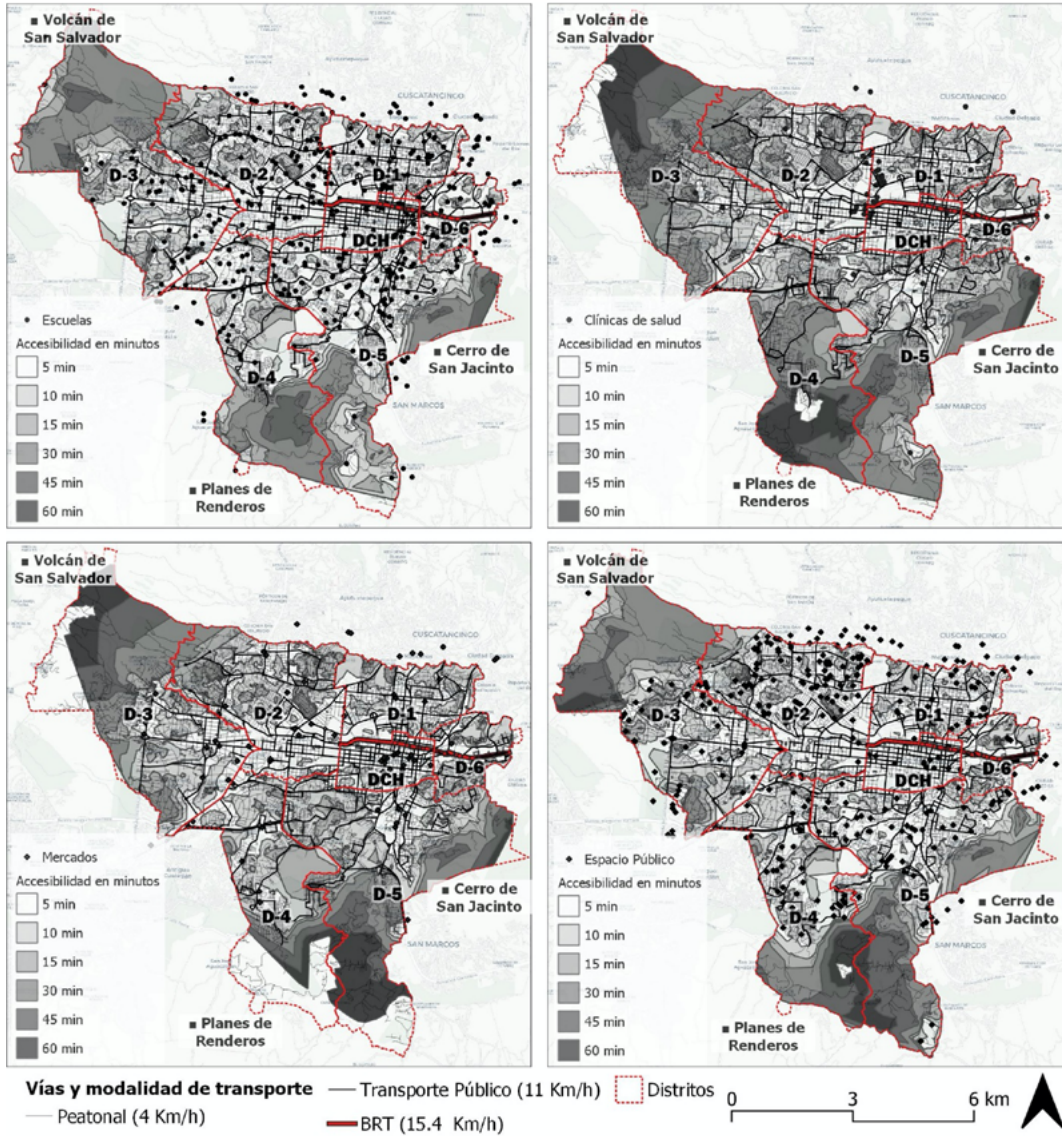 ■ Volcán de
San Salvador
CUSCATANCINGO
D-3
D-2
D-1
DCH
D-6
● Escuelas
Accesibilidad en minutos
5 min
10 min
15 min
30 min
45 min
60 min
D-4
D-5
■ Cerro de
San Jacinto
SAN MARCOS
■ Planes de
Renderos
■ Volcán de
San Salvador
CUSCATANCINGO
D-3
D-2
D-1
DCH
D-6
● Clínicas de salud
Accesibilidad en minutos
5 min
10 min
15 min
30 min
45 min
60 min
D-4
D-5
■ Cerro de
San Jacinto
SAN MARCOS
■ Planes de
Renderos
■ Volcán de
San Salvador
CUSCATANCINGO
D-3
D-2
D-1
DCH
D-6
◆ Mercados
Accesibilidad en minutos
5 min
10 min
15 min
30 min
45 min
60 min
D-4
D-5
■ Cerro de
San Jacinto
SAN MARCOS
■ Planes de
Renderos
■ Volcán de
San Salvador
CUSCATANCINGO
D-3
D-2
D-1
DCH
D-6
◆ Espacio Público
Accesibilidad en minutos
5 min
10 min
15 min
30 min
45 min
60 min
D-4
D-5
■ Cerro de
San Jacinto
SAN MARCOS
■ Planes de
Renderos
Vías y modalidad de transporte
Peatonal (4 Km/h)
Transporte Público (11 Km/h)
BRT (15.4 Km/h)
Distritos
0 3 6 km